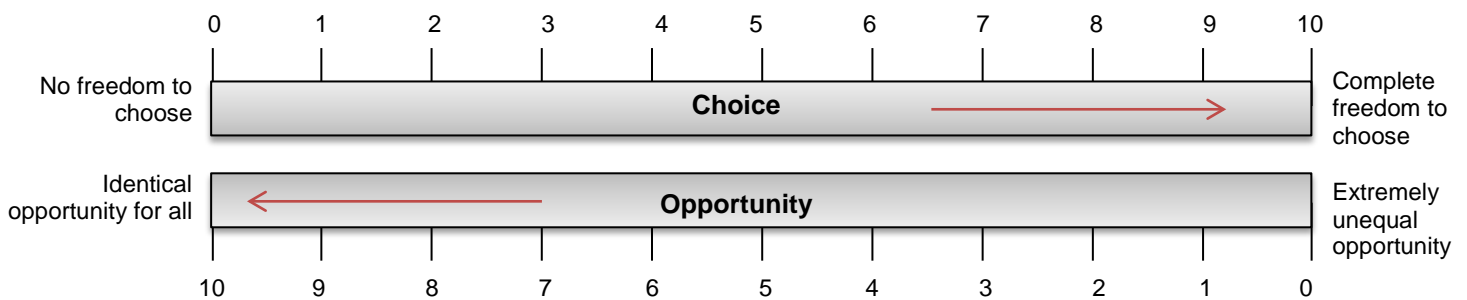 0 1 2 3 4 5 6 7 8 9 10
No freedom to
choose
Choice
Complete
freedom to
choose
Identical
opportunity for all
Opportunity
Extremely
unequal
opportunity
10 9 8 7 6 5 4 3 2 1 0